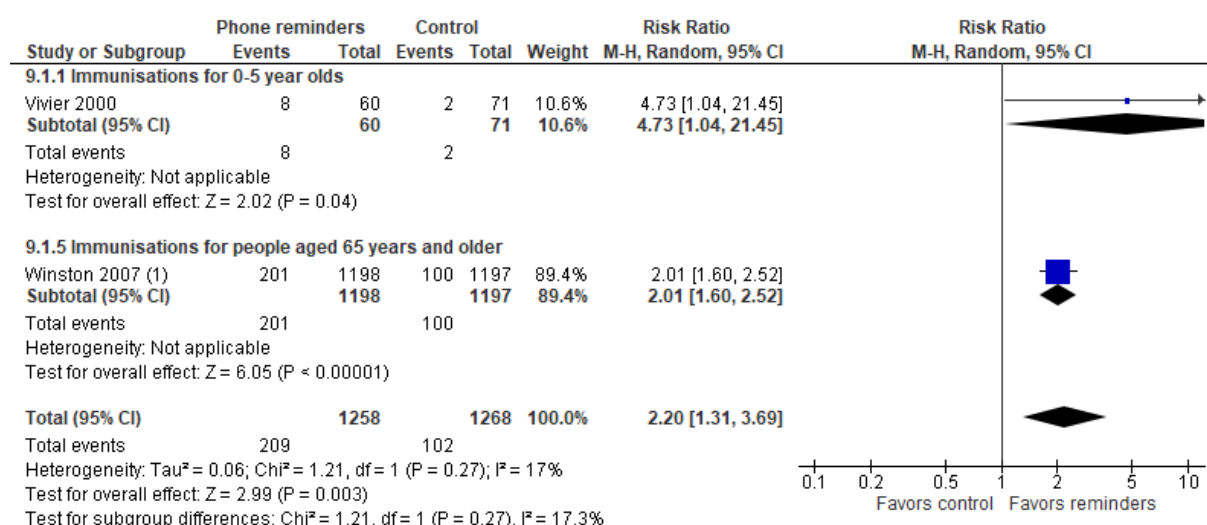 Phone reminders Control Risk Ratio Risk Ratio
Study or Subgroup Events Total Events Total Weight M-H, Random, 95% CI M-H, Random, 95% CI
9.1.1 Immunisations for 0-5 year olds
Vivier 2000 8 60 2 71 10.6% 4.73 [1.04, 21.45]
Subtotal (95% CI) 60 71 10.6% 4.73 [1.04, 21.45]
Total events 8 2
Heterogeneity: Not applicable
Test for overall effect: Z = 2.02 (P = 0.04)
9.1.5 Immunisations for people aged 65 years and older
Winston 2007 (1) 201 1198 100 1197 89.4% 2.01 [1.60, 2.52]
Subtotal (95% CI) 1198 1197 89.4% 2.01 [1.60, 2.52]
Total events 201 100
Heterogeneity: Not applicable
Test for overall effect: Z = 6.05 (P < 0.00001)
Total (95% CI) 1258 1268 100.0% 2.20 [1.31, 3.69]
Total events 209 102
Heterogeneity: Tau² = 0.06; Chi² = 1.21, df = 1 (P = 0.27); I² = 17%
Test for overall effect: Z = 2.99 (P = 0.003)
Test for subgroup differences: Chi² = 1.21, df = 1 (P = 0.27), I² = 17.3%
0.1 0.2 0.5 1 2 5 10
Favors control Favors reminders